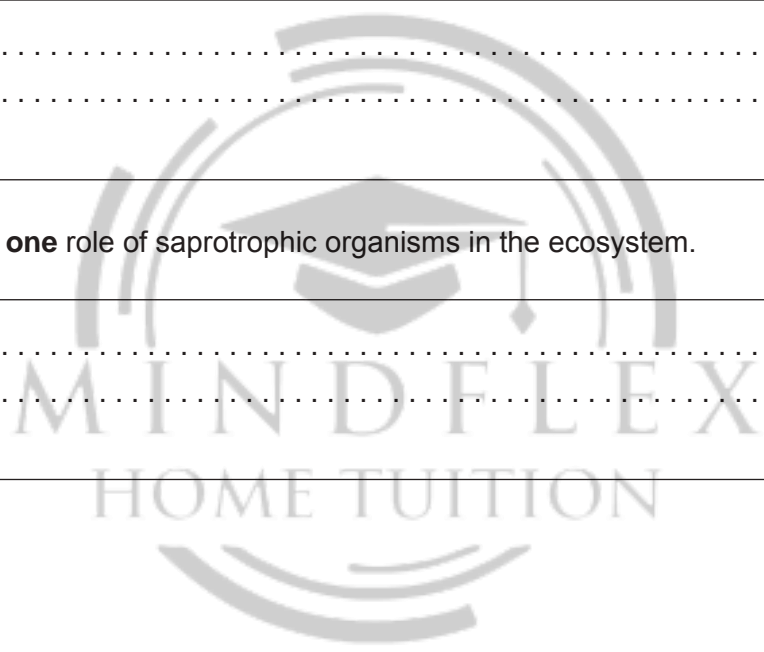 one role of saprotrophic organisms in the ecosystem.
MINDFLEX
HOME TUITION